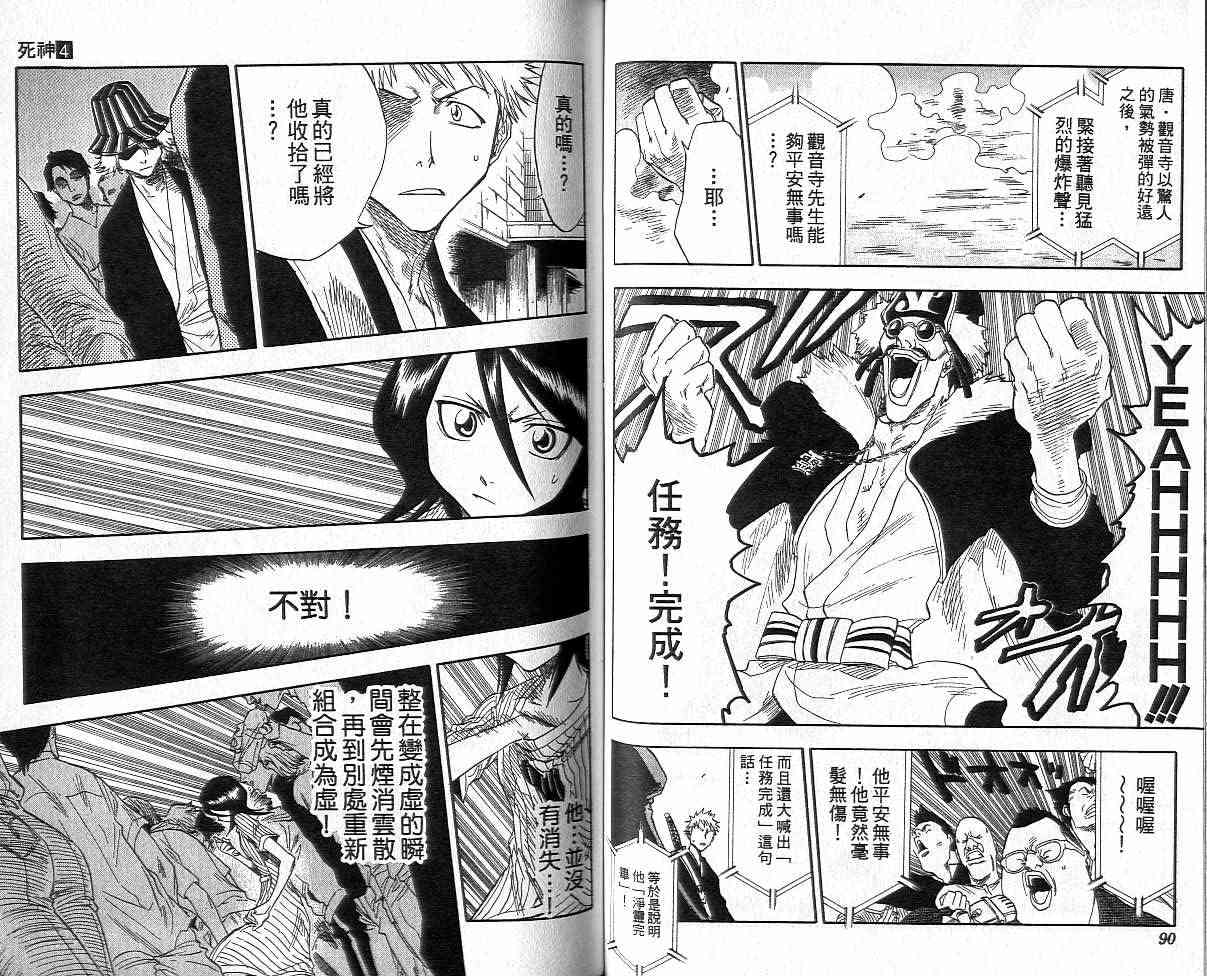 唐．觀音寺以驚人
的氣勢被彈的好遠
之後，
緊接著聽見猛
烈的爆炸聲…
觀音寺先生能
夠平安無事嗎
…？
…耶…
YEAHHHHH!!!
任務！完成！
喔喔喔
～～～～！
ドオオオ
他平安無事
！他竟然毫
髮無傷！
而且還大喊出「
任務完成」這句
話…
等於是說明
他「淨靈完
畢」！
90
死神4
真的嗎…？
真的已經將
他收拾了嗎
…？
不對！
他…並沒
有消失……！
整在變成虛的瞬
間會先煙消雲散
，再到別處重新
組合成為虛！